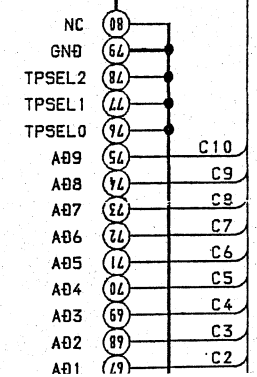 NC 80
GND 79
TPSEL2 78
TPSEL1 77
TPSEL0 76
AD9 75 C10
AD8 74 C9
AD7 73 C8
AD6 72 C7
AD5 71 C6
AD4 70 C5
AD3 69 C4
AD2 68 C3
AD1 67 C2